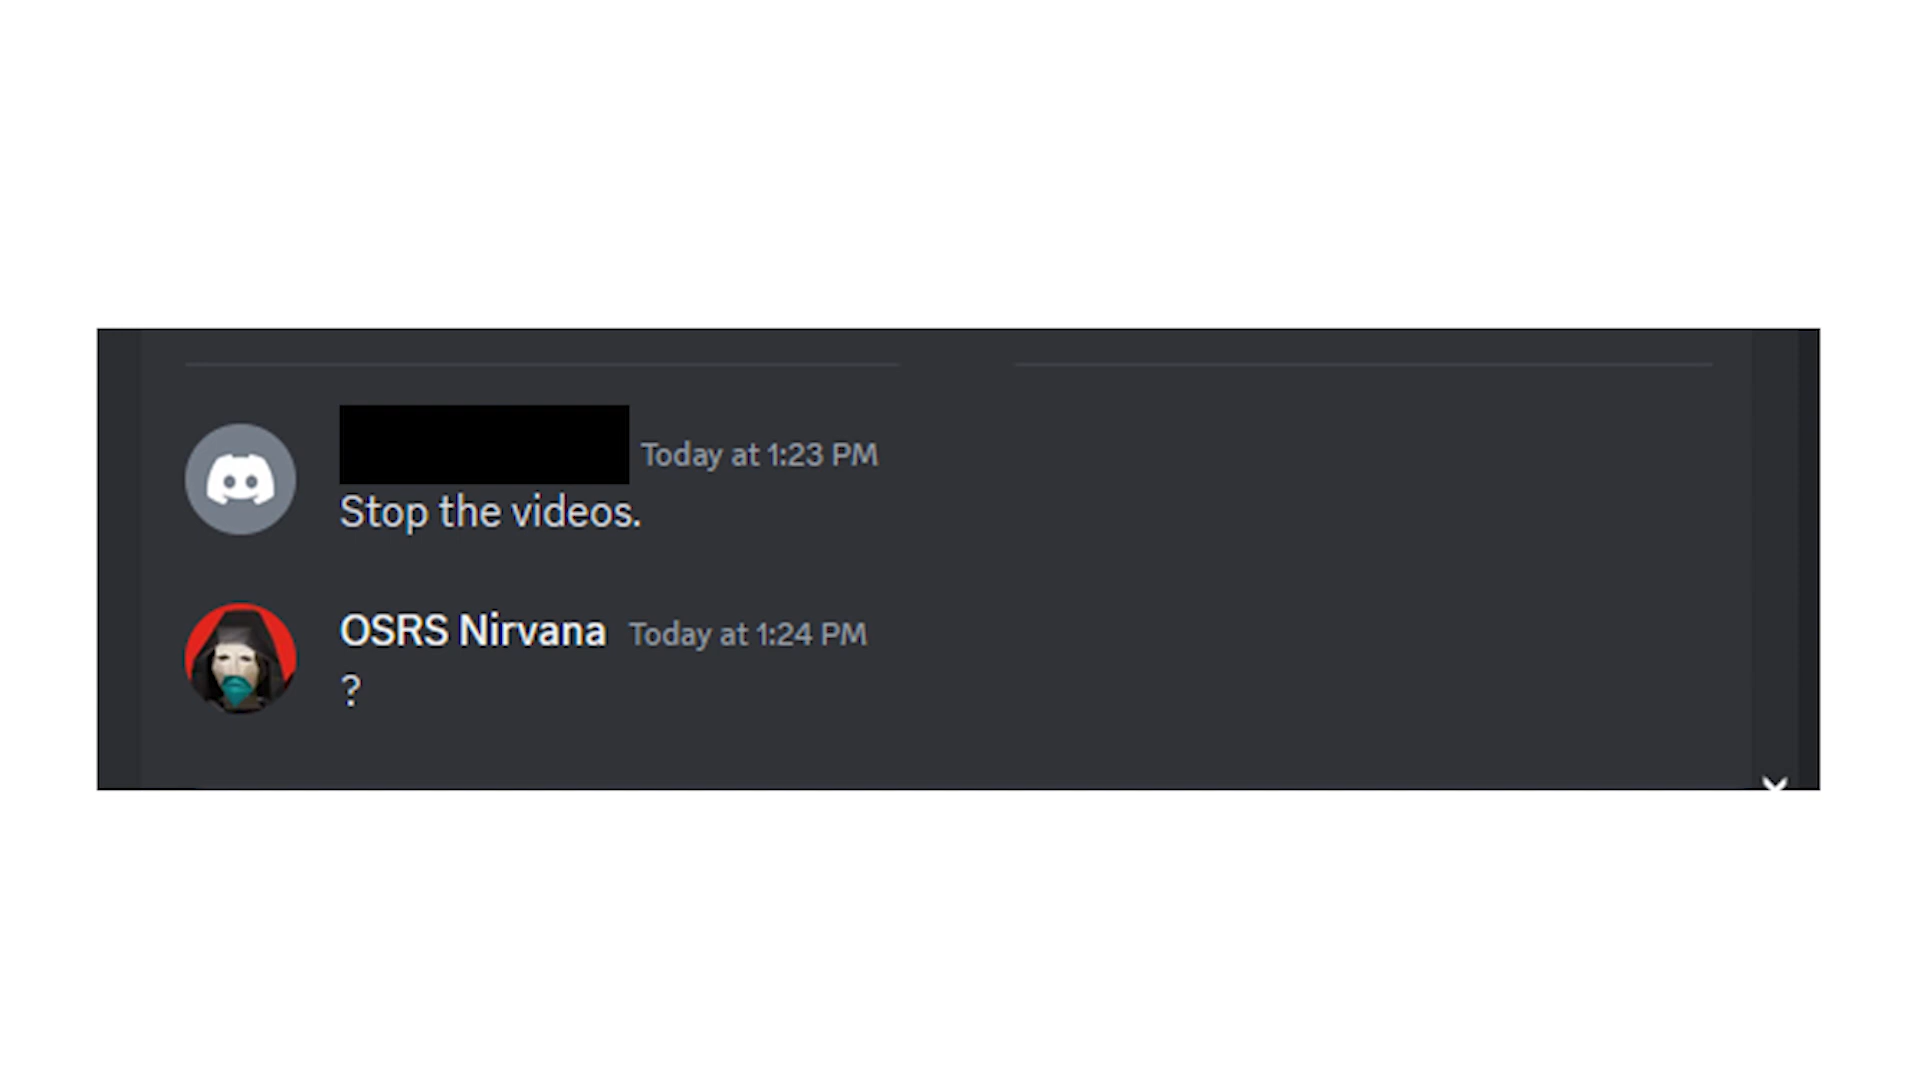 Today at 1:23 PM
Stop the videos.
OSRS Nirvana Today at 1:24 PM
?